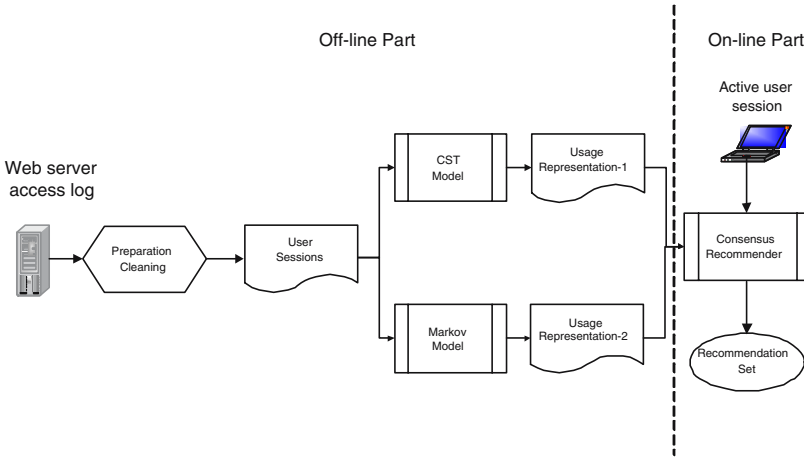 Off-line Part
On-line Part
Active user
session
Web server
access log
Preparation
Cleaning
User
Sessions
CST
Model
Usage
Representation-1
Markov
Model
Usage
Representation-2
Consensus
Recommender
Recommendation
Set